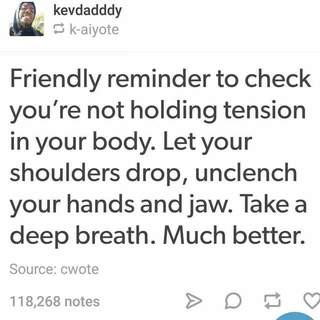 kevdadddy
k-aiyote
Friendly reminder to check
you're not holding tension
in your body. Let your
shoulders drop, unclench
your hands and jaw. Take a
deep breath. Much better.
Source: cwote
118,268 notes